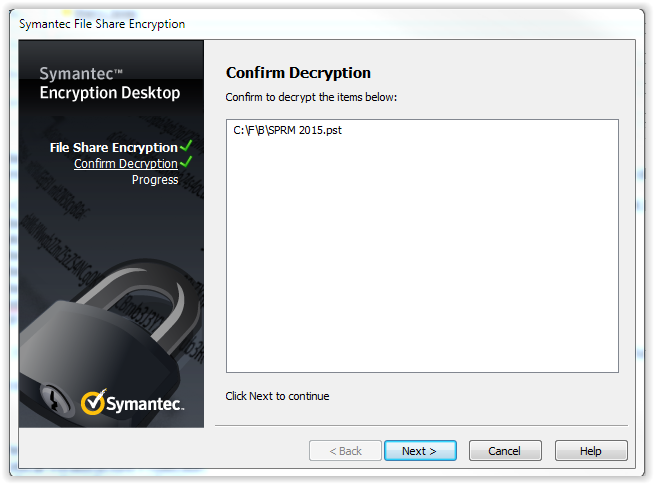 Symantec File Share Encryption
Symantec™
Encryption Desktop
File Share Encryption
Confirm Decryption
Progress
Symantec.
Confirm Decryption
Confirm to decrypt the items below:
C:\F\B\SPRM 2015.pst
Click Next to continue
< Back
Next >
Cancel
Help